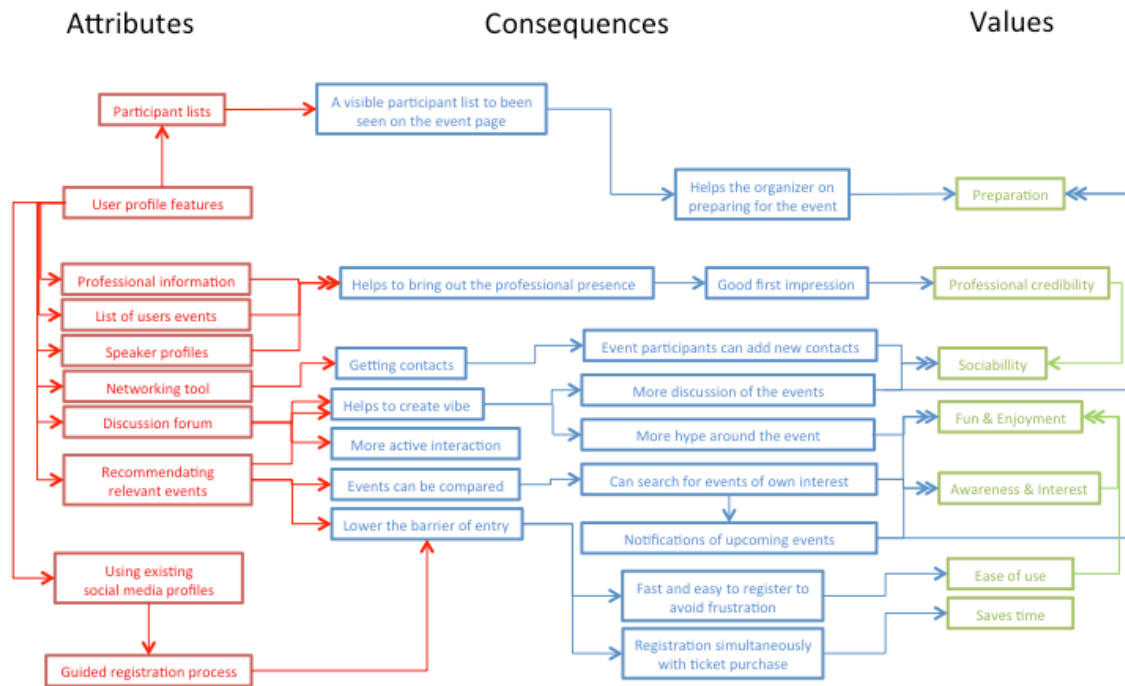 Attributes
Consequences
Values
Participant lists
A visible participant list to been
seen on the event page
User profile features
Helps the organizer on
preparing for the event
Preparation
Professional information
Helps to bring out the professional presence
Good first impression
Professional credibility
List of users events
Speaker profiles
Getting contacts
Event participants can add new contacts
Sociabillity
Networking tool
More discussion of the events
Discussion forum
Helps to create vibe
Fun & Enjoyment
More active interaction
More hype around the event
Recommendating
relevant events
Events can be compared
Can search for events of own interest
Awareness & Interest
Lower the barrier of entry
Notifications of upcoming events
Using existing
social media profiles
Fast and easy to register to
avoid frustration
Ease of use
Saves time
Registration simultaneously
with ticket purchase
Guided registration process